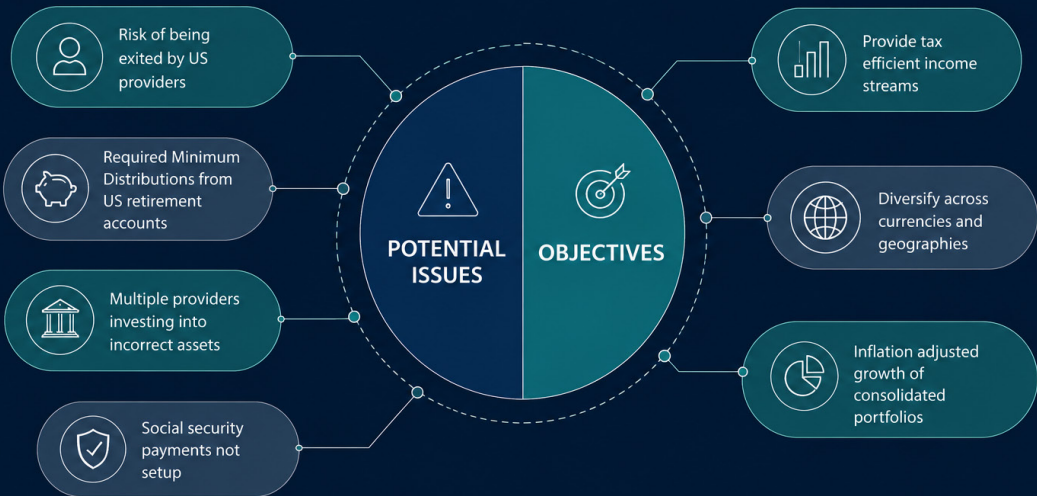 Risk of being
exited by US
providers
Required Minimum
Distributions from
US retirement
accounts
Multiple providers
investing into
incorrect assets
Social security
payments not
setup
POTENTIAL
ISSUES
OBJECTIVES
Provide tax
efficient income
streams
Diversify across
currencies and
geographies
Inflation adjusted
growth of
consolidated
portfolios